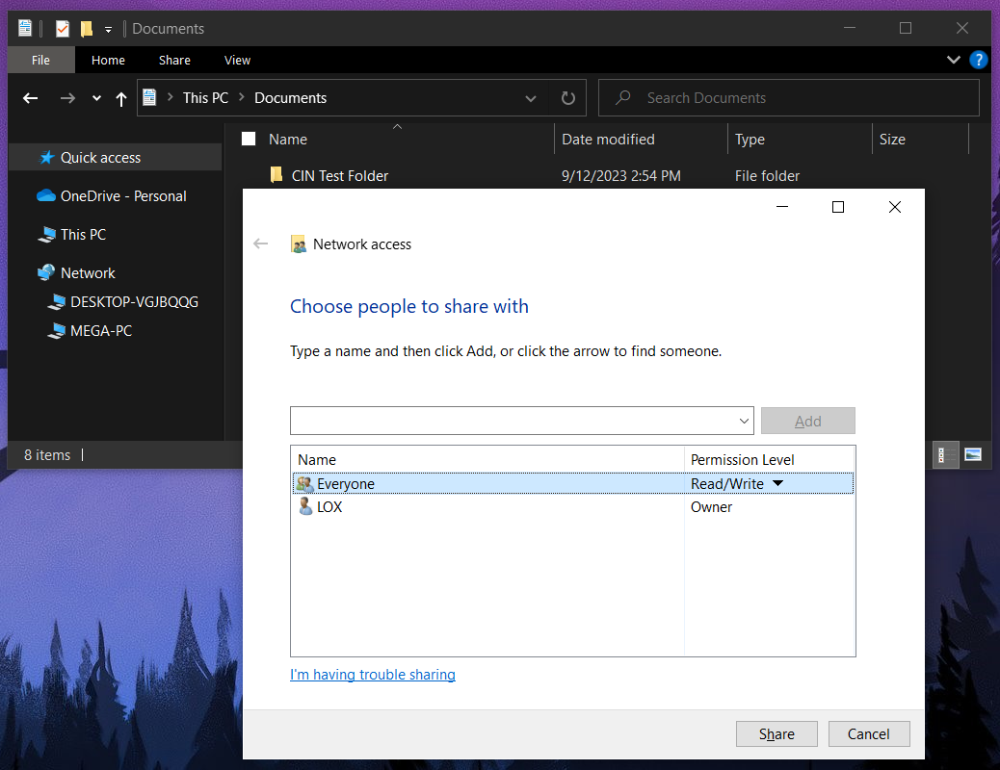 Documents
File Home Share View
?
This PC Documents
Search Documents
Name Date modified Type Size
Quick access
CIN Test Folder 9/12/2023 2:54 PM File folder
OneDrive - Personal
This PC
Network
DESKTOP-VGJBQQG
MEGA-PC
8 items
Network access
Choose people to share with
Type a name and then click Add, or click the arrow to find someone.
Add
Name Permission Level
Everyone Read/Write
LOX Owner
I'm having trouble sharing
Share Cancel